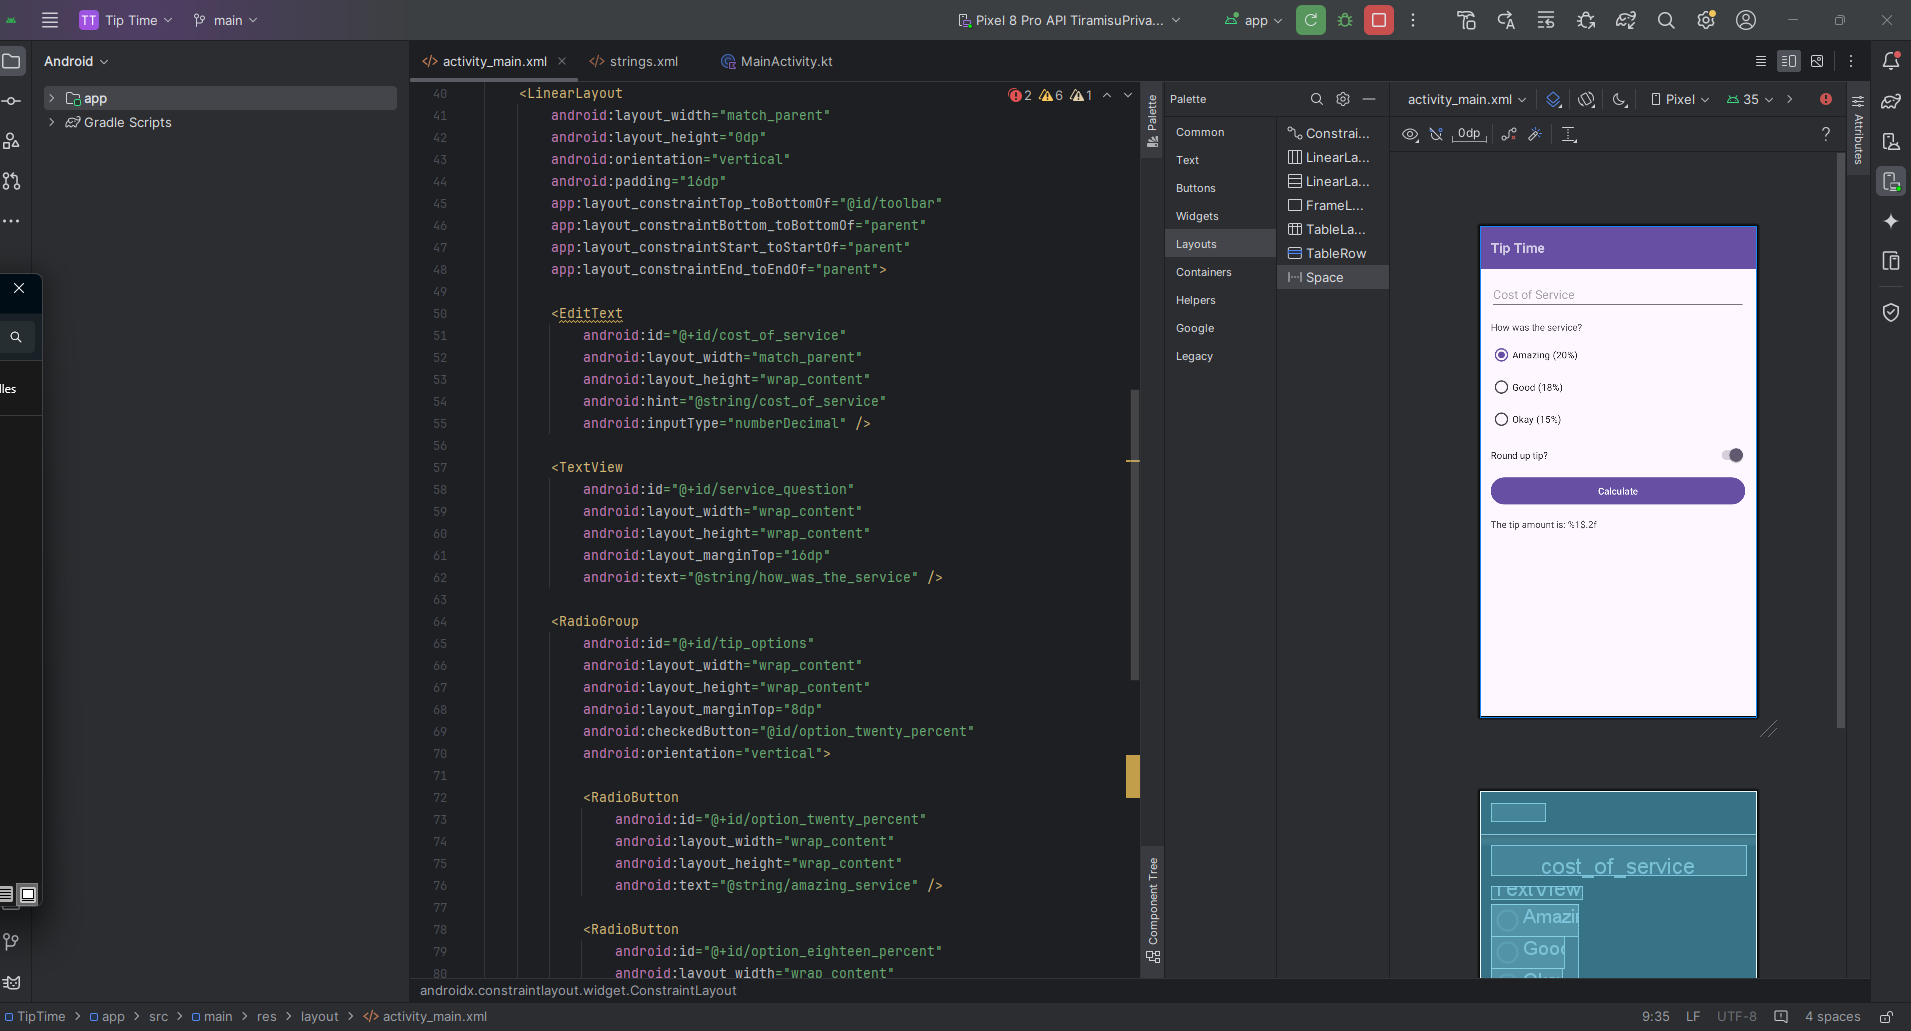 TT Tip Time
main
Pixel 8 Pro API TiramisuPriva...
app
Android
app
Gradle Scripts
lles
activity_main.xml
strings.xml
MainActivity.kt
2 6 1
40 <LinearLayout
41 android:layout_width="match_parent"
42 android:layout_height="0dp"
43 android:orientation="vertical"
44 android:padding="16dp"
45 app:layout_constraintTop_toBottomOf="@id/toolbar"
46 app:layout_constraintBottom_toBottomOf="parent"
47 app:layout_constraintStart_toStartOf="parent"
48 app:layout_constraintEnd_toEndOf="parent">
49
50 <EditText
51 android:id="@+id/cost_of_service"
52 android:layout_width="match_parent"
53 android:layout_height="wrap_content"
54 android:hint="@string/cost_of_service"
55 android:inputType="numberDecimal" />
56
57 <TextView
58 android:id="@+id/service_question"
59 android:layout_width="wrap_content"
60 android:layout_height="wrap_content"
61 android:layout_marginTop="16dp"
62 android:text="@string/how_was_the_service" />
63
64 <RadioGroup
65 android:id="@+id/tip_options"
66 android:layout_width="wrap_content"
67 android:layout_height="wrap_content"
68 android:layout_marginTop="8dp"
69 android:checkedButton="@id/option_twenty_percent"
70 android:orientation="vertical">
71
72 <RadioButton
73 android:id="@+id/option_twenty_percent"
74 android:layout_width="wrap_content"
75 android:layout_height="wrap_content"
76 android:text="@string/amazing_service" />
77
78 <RadioButton
79 android:id="@+id/option_eighteen_percent"
80 android:layout_width="wrap_content"
androidx.constraintlayout.widget.ConstraintLayout
Palette
Component Tree
Palette
Common
Text
Buttons
Widgets
Layouts
Containers
Helpers
Google
Legacy
Constrai...
LinearLa...
LinearLa...
FrameL...
TableLa...
TableRow
Space
activity_main.xml
Pixel
35
0dp
?
Attributes
Tip Time
Cost of Service
How was the service?
Amazing (20%)
Good (18%)
Okay (15%)
Round up tip?
Calculate
The tip amount is: %1$.2f
cost_of_service
TextView
Amazi
Good
Oka
TipTime > app > src > main > res > layout > activity_main.xml
9:35
LF
UTF-8
4 spaces